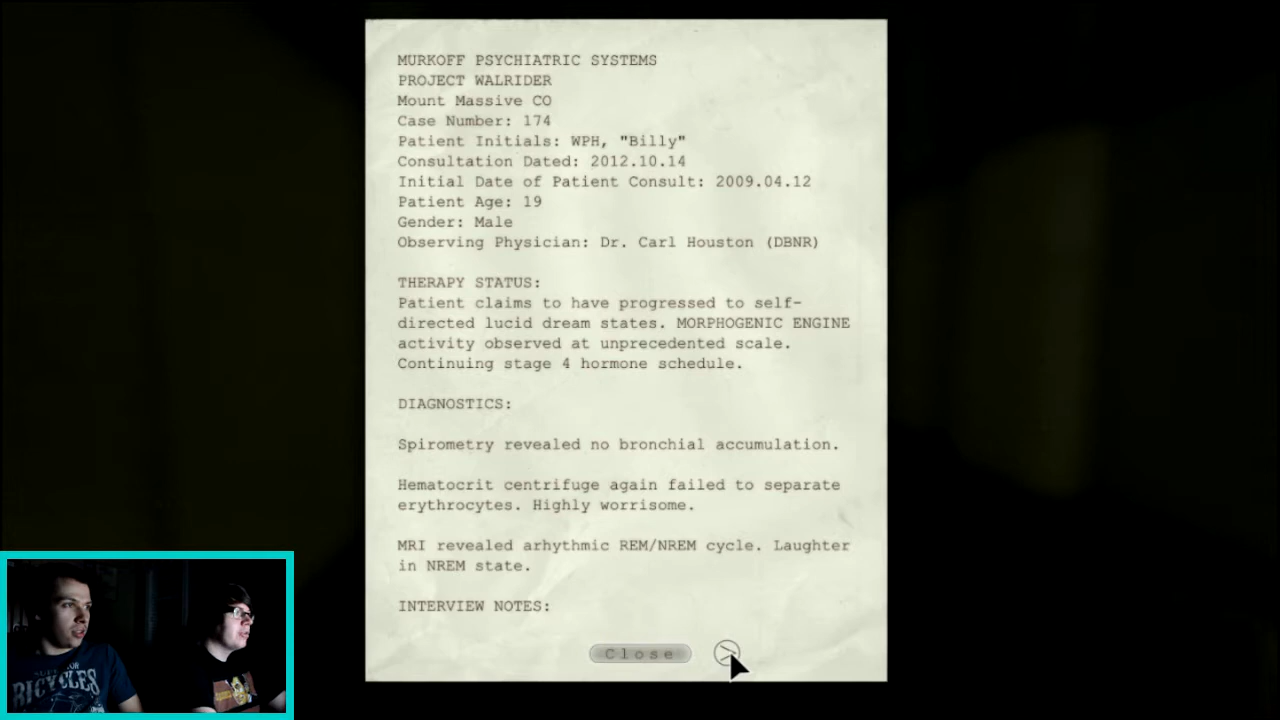 MURKOFF PSYCHIATRIC SYSTEMS
PROJECT WALRIDER
Mount Massive CO
Case Number: 174
Patient Initials: WPH, "Billy"
Consultation Dated: 2012.10.14
Initial Date of Patient Consult: 2009.04.12
Patient Age: 19
Gender: Male
Observing Physician: Dr. Carl Houston (DBNR)
THERAPY STATUS:
Patient claims to have progressed to self-
directed lucid dream states. MORPHOGENIC ENGINE
activity observed at unprecedented scale.
Continuing stage 4 hormone schedule.
DIAGNOSTICS:
Spirometry revealed no bronchial accumulation.
Hematocrit centrifuge again failed to separate
erythrocytes. Highly worrisome.
MRI revealed arhythmic REM/NREM cycle. Laughter
in NREM state.
INTERVIEW NOTES:
Close >
BICYCLES